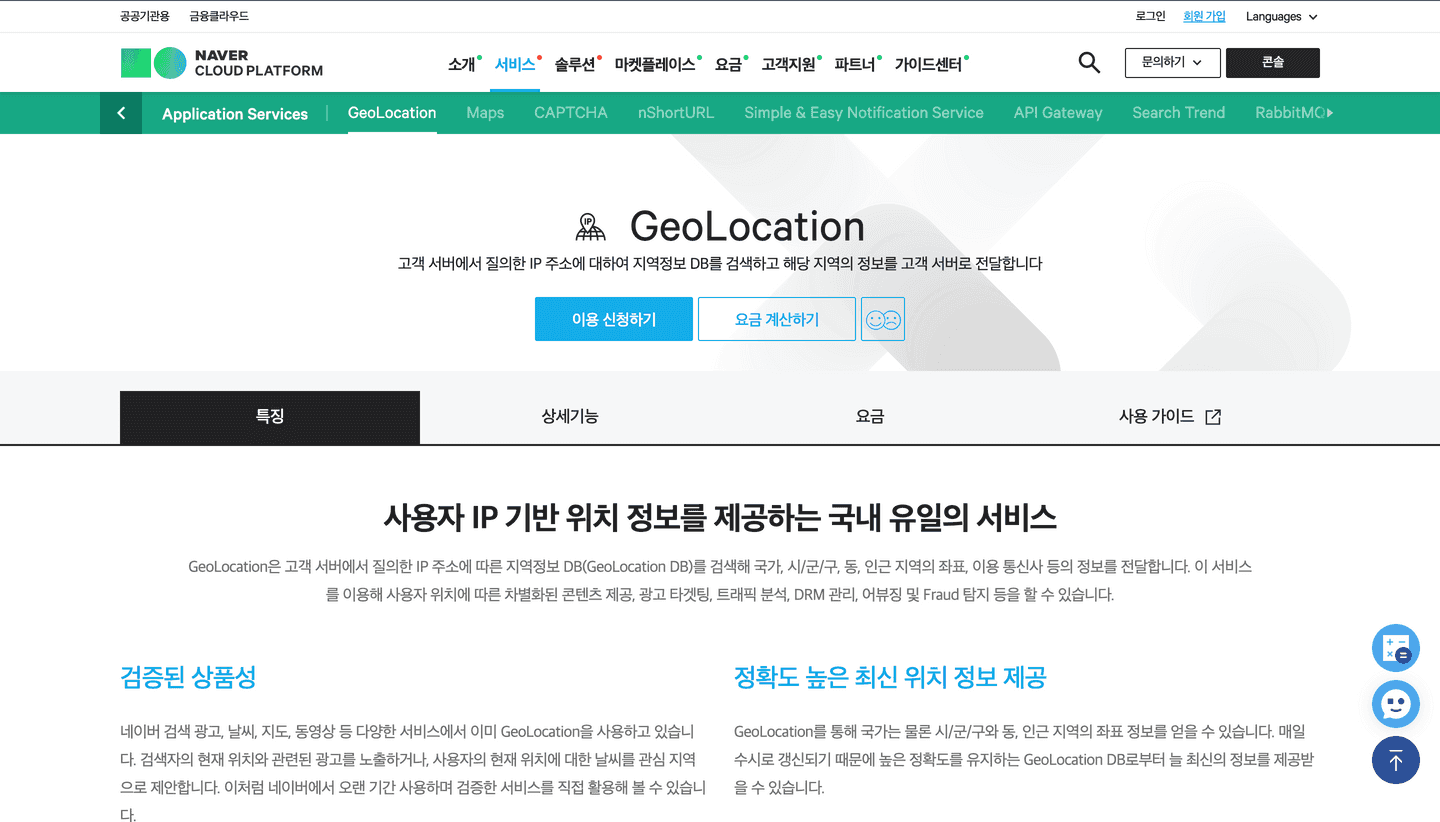 공공기관용 금융클라우드 로그인 회원 가입 Languages
NAVER
CLOUD PLATFORM
소개 서비스 솔루션 마켓플레이스 요금 고객지원 파트너 가이드센터 문의하기 콘솔
Application Services GeoLocation Maps CAPTCHA nShortURL Simple & Easy Notification Service API Gateway Search Trend RabbitMQ
IP
GeoLocation
고객 서버에서 질의한 IP 주소에 대하여 지역정보 DB를 검색하고 해당 지역의 정보를 고객 서버로 전달합니다
이용 신청하기 요금 계산하기
특징 상세기능 요금 사용 가이드
사용자 IP 기반 위치 정보를 제공하는 국내 유일의 서비스
GeoLocation은 고객 서버에서 질의한 IP 주소에 따른 지역정보 DB(GeoLocation DB)를 검색해 국가, 시/군/구, 동, 인근 지역의 좌표, 이용 통신사 등의 정보를 전달합니다. 이 서비스
를 이용해 사용자 위치에 따른 차별화된 콘텐츠 제공, 광고 타겟팅, 트래픽 분석, DRM 관리, 어뷰징 및 Fraud 탐지 등을 할 수 있습니다.
검증된 상품성
네이버 검색 광고, 날씨, 지도, 동영상 등 다양한 서비스에서 이미 GeoLocation을 사용하고 있습니
다. 검색자의 현재 위치와 관련된 광고를 노출하거나, 사용자의 현재 위치에 대한 날씨를 관심 지역
으로 제안합니다. 이처럼 네이버에서 오랜 기간 사용하며 검증한 서비스를 직접 활용해 볼 수 있습니
다.
정확도 높은 최신 위치 정보 제공
GeoLocation를 통해 국가는 물론 시/군/구와 동, 인근 지역의 좌표 정보를 얻을 수 있습니다. 매일
수시로 갱신되기 때문에 높은 정확도를 유지하는 GeoLocation DB로부터 늘 최신의 정보를 제공받
을 수 있습니다.